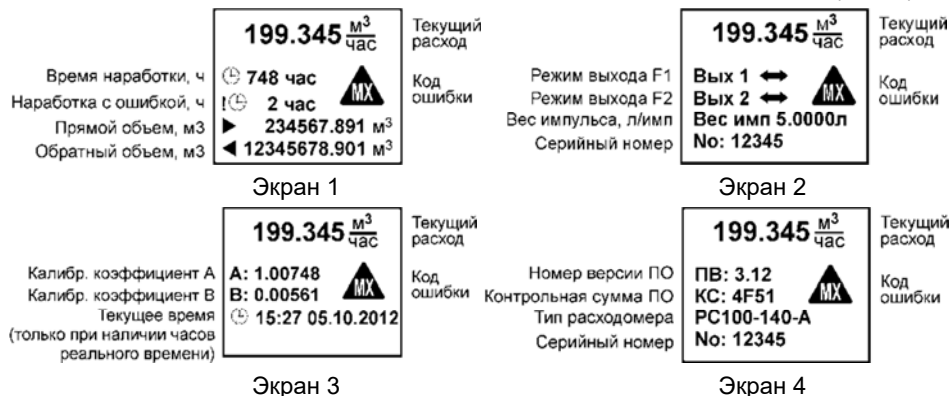 199.345 м³/час
Текущий расход
Время наработки, ч
748 час
Код ошибки
MX
Наработка с ошибкой, ч
! 2 час
Прямой объем, м3
▶ 234567.891 м³
Обратный объем, м3
◀ 12345678.901 м³
Экран 1
199.345 м³/час
Текущий расход
Режим выхода F1
Вых 1 ⬌
Код ошибки
MX
Режим выхода F2
Вых 2 ⬌
Вес импульса, л/имп
Вес имп 5.0000л
Серийный номер
No: 12345
Экран 2
199.345 м³/час
Текущий расход
Калибр. коэффициент А
A: 1.00748
Код ошибки
MX
Калибр. коэффициент В
B: 0.00561
Текущее время
15:27 05.10.2012
(только при наличии часов
реального времени)
Экран 3
199.345 м³/час
Текущий расход
Номер версии ПО
ПВ: 3.12
Код ошибки
MX
Контрольная сумма ПО
КС: 4F51
Тип расходомера
РС100-140-А
Серийный номер
No: 12345
Экран 4